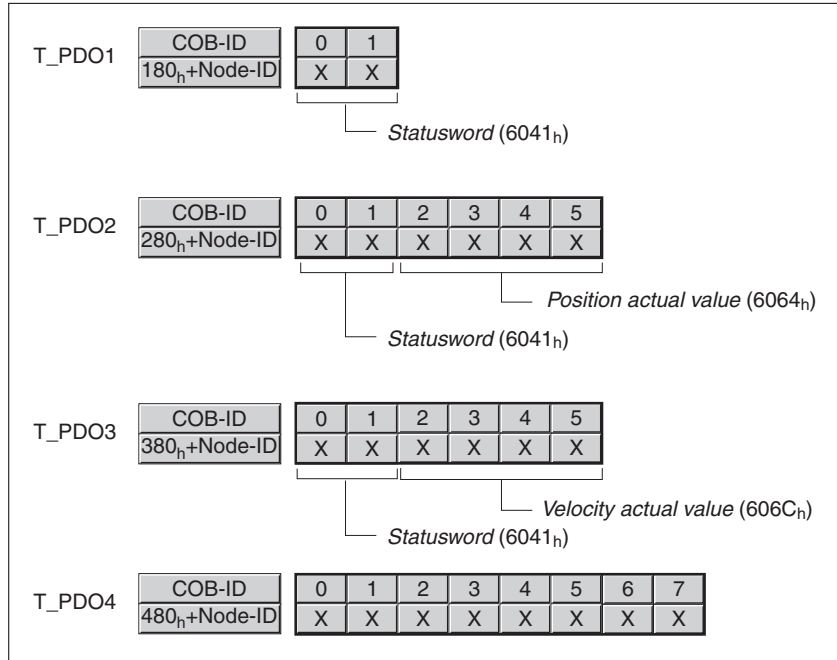 T_PDO1 COB-ID 0 1
180h+Node-ID X X
Statusword (6041h)
T_PDO2 COB-ID 0 1 2 3 4 5
280h+Node-ID X X X X X X
Position actual value (6064h)
Statusword (6041h)
T_PDO3 COB-ID 0 1 2 3 4 5
380h+Node-ID X X X X X X
Velocity actual value (606Ch)
Statusword (6041h)
T_PDO4 COB-ID 0 1 2 3 4 5 6 7
480h+Node-ID X X X X X X X X